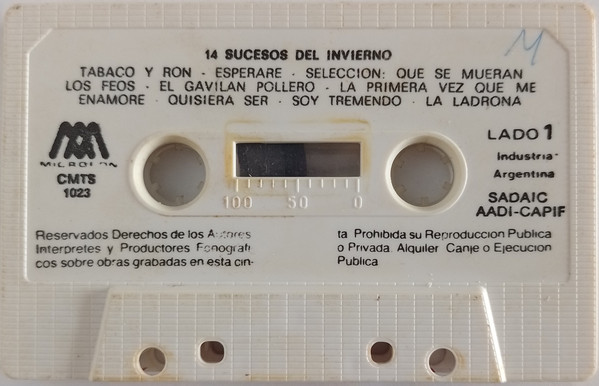 14 SUCESOS DEL INVIERNO
TABACO Y RON - ESPERARE - SELECCION: QUE SE MUERAN
LOS FEOS - EL GAVILAN POLLERO - LA PRIMERA VEZ QUE ME
ENAMORE - QUISIERA SER - SOY TREMENDO - LA LADRONA
LADO 1
Industria
Argentina
SADAIC
AADI-CAPIF
CMTS
1023
100 50 0
Reservados Derechos de los Autores
Interpretes y Productores Fonografi
cos sobre obras grabadas en esta cin-
ta Prohibida su Reproduccion Publica
o Privada. Alquiler Canje o Ejecucion
Publica